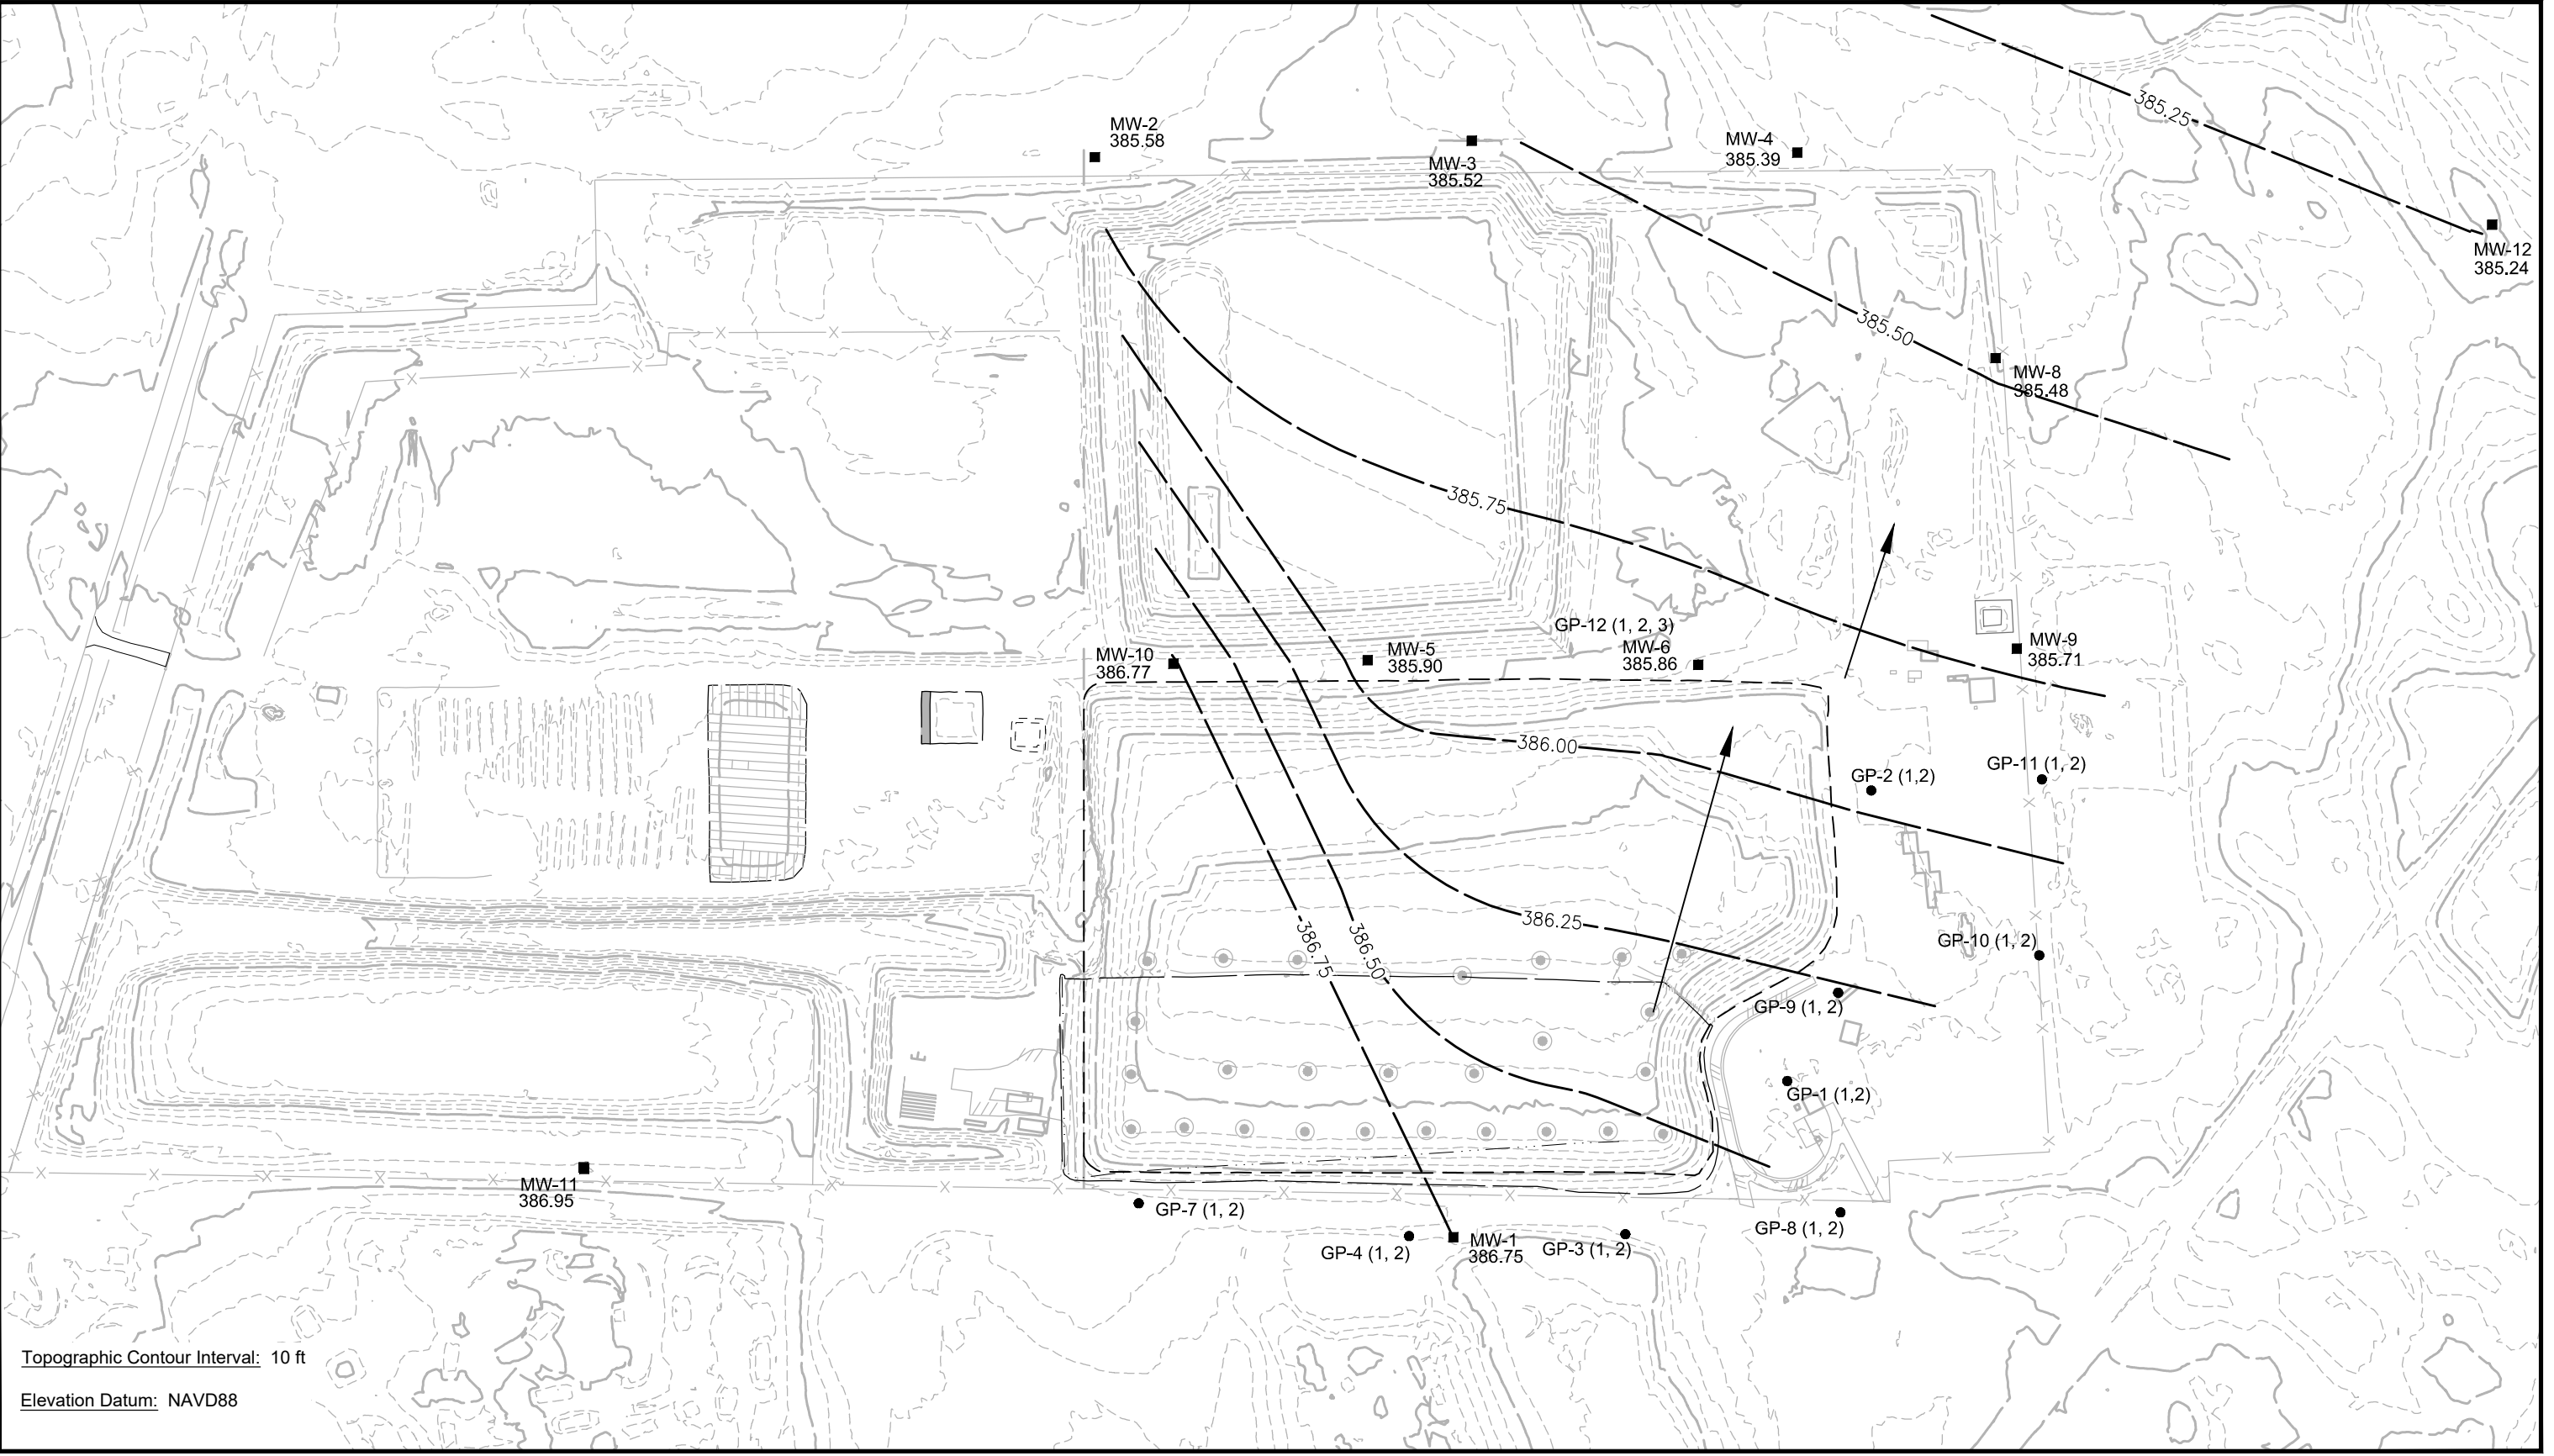 385.25
MW-2
385.58
MW-3
385.52
MW-4
385.39
MW-12
385.24
385.50
MW-8
385.48
385.75
GP-12 (1, 2, 3)
MW-10
386.77
MW-5
385.90
MW-6
385.86
MW-9
385.71
386.00
GP-2 (1,2)
GP-11 (1, 2)
386.25
386.75
386.50
GP-10 (1, 2)
GP-9 (1, 2)
GP-1 (1,2)
MW-11
386.95
GP-7 (1, 2)
GP-4 (1, 2)
MW-1
386.75
GP-3 (1, 2)
GP-8 (1, 2)
Topographic Contour Interval: 10 ft
Elevation Datum: NAVD88